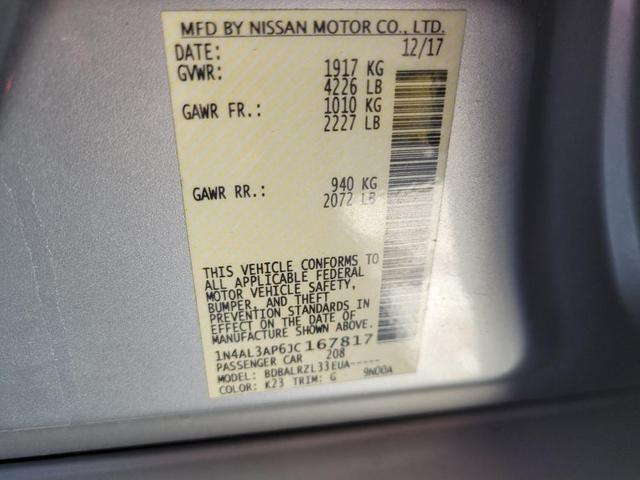 MFD BY NISSAN MOTOR CO., LTD.
DATE: 12/17
GVWR: 1917 KG
4226 LB
GAWR FR.: 1010 KG
2227 LB
GAWR RR.: 940 KG
2072 LB
THIS VEHICLE CONFORMS TO
ALL APPLICABLE FEDERAL
MOTOR VEHICLE SAFETY,
BUMPER, AND THEFT
PREVENTION STANDARDS IN
EFFECT ON THE DATE OF
MANUFACTURE SHOWN ABOVE.
1N4AL3AP6JC167817
PASSENGER CAR 208
MODEL: BDBALRZL33EUA-----
COLOR: K23 TRIM: G 9N00A